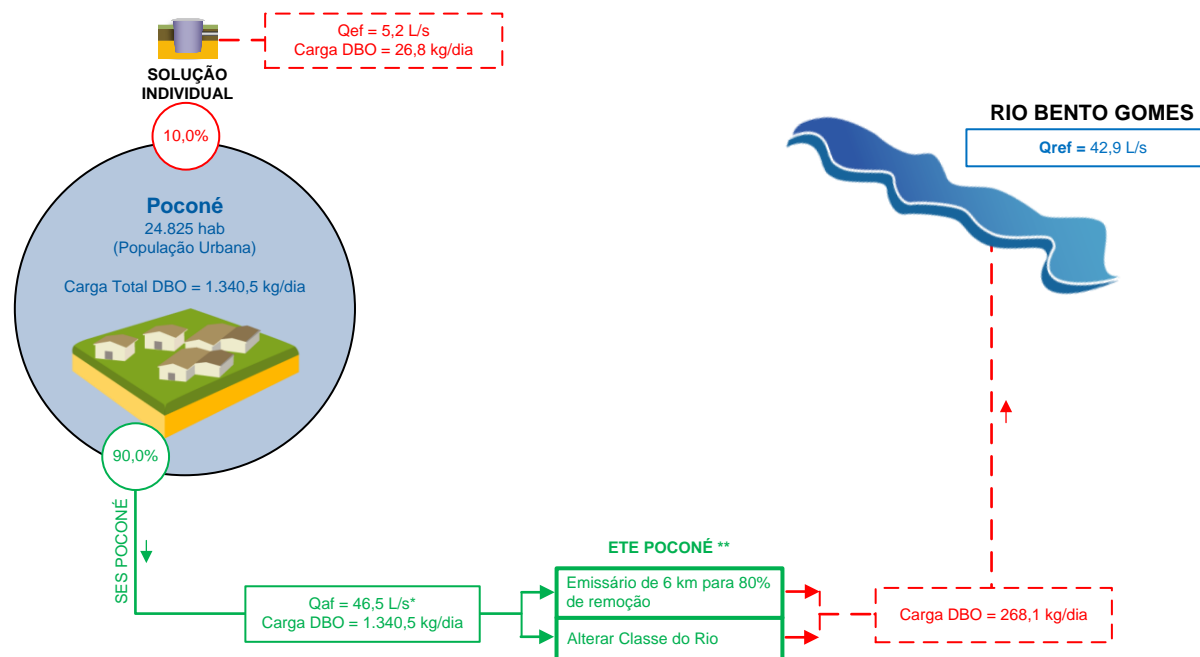 Qef = 5,2 L/s
Carga DBO = 26,8 kg/dia
SOLUÇÃO
INDIVIDUAL
10,0%
Poconé
24.825 hab
(População Urbana)
Carga Total DBO = 1.340,5 kg/dia
90,0%
SES POCONÉ
Qaf = 46,5 L/s*
Carga DBO = 1.340,5 kg/dia
ETE POCONÉ **
Emissário de 6 km para 80%
de remoção
Alterar Classe do Rio
Carga DBO = 268,1 kg/dia
RIO BENTO GOMES
Qref = 42,9 L/s